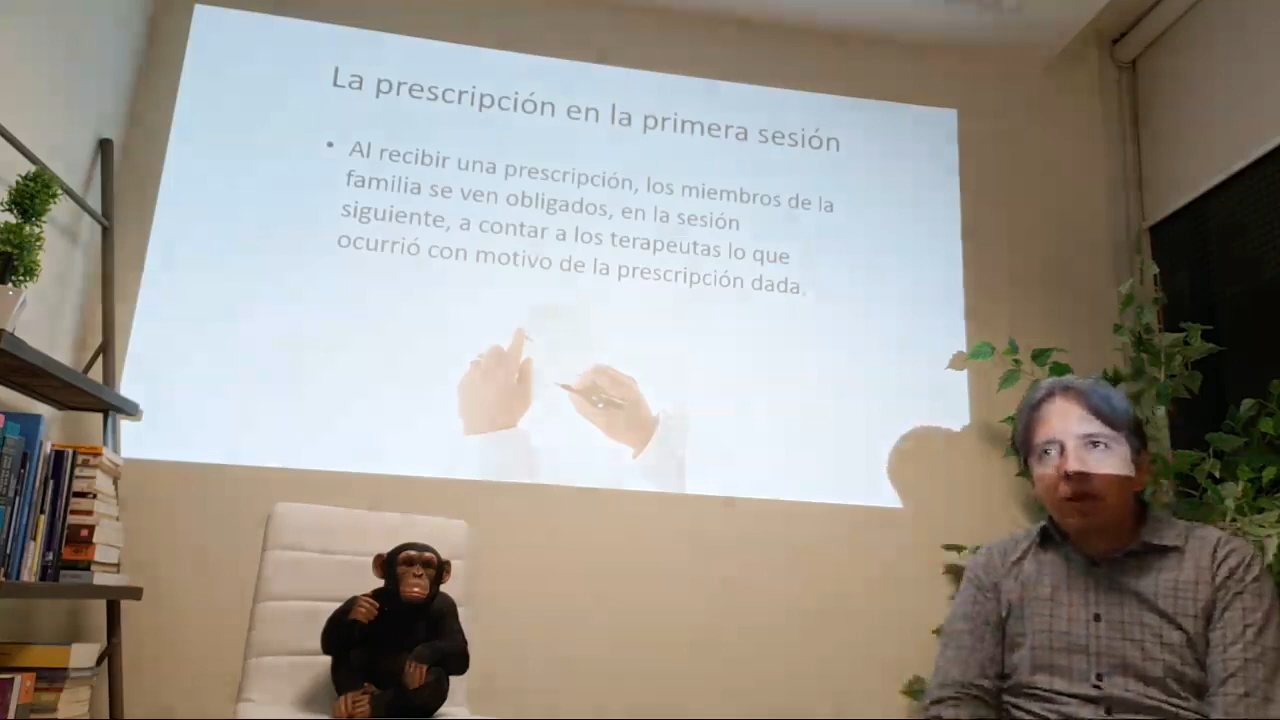 La prescripción en la primera sesión
• Al recibir una prescripción, los miembros de la
familia se ven obligados, en la sesión
siguiente, a contar a los terapeutas lo que
ocurrió con motivo de la prescripción dada.